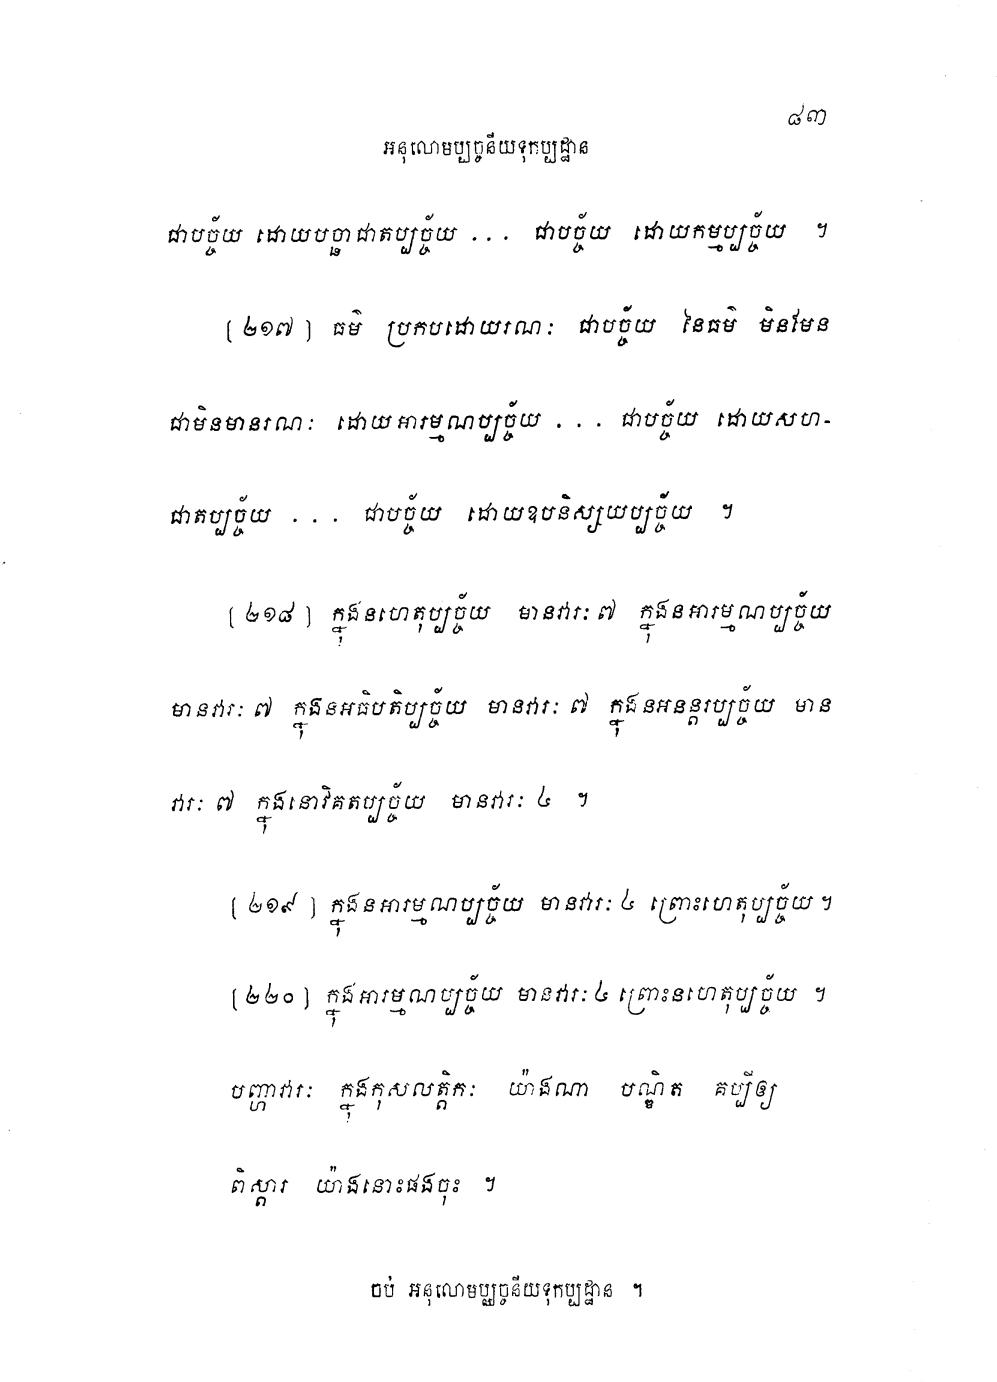 ៨៣
អនុលោមប្បច្ចនីយទុកប្បដ្ឋាន
ជាបច្ច័យ ដោយបច្ឆាជាតប្បច្ច័យ ... ជាបច្ច័យ ដោយកម្មប្បច្ច័យ ។
[២១៧] ធម៌ ប្រកបដោយរណៈ ជាបច្ច័យ នៃធម៌ មិនមែន
ជាមិនមានរណៈ ដោយអារម្មណប្បច្ច័យ ... ជាបច្ច័យ ដោយសហ-
ជាតប្បច្ច័យ ... ជាបច្ច័យ ដោយឧបនិស្សយប្បច្ច័យ ។
[២១៨] ក្នុងនហេតុប្បច្ច័យ មានវារៈ ៧ ក្នុងនអារម្មណប្បច្ច័យ
មានវារៈ ៧ ក្នុងនអធិបតិប្បច្ច័យ មានវារៈ ៧ ក្នុងនអនន្តរប្បច្ច័យ មាន
វារៈ ៧ ក្នុងនោវិគតប្បច្ច័យ មានវារៈ ៤ ។
[២១៩] ក្នុងនអារម្មណប្បច្ច័យ មានវារៈ ៤ ព្រោះហេតុប្បច្ច័យ ។
[២២០] ក្នុងអារម្មណប្បច្ច័យ មានវារៈ ៤ ព្រោះនហេតុប្បច្ច័យ ។
បញ្ហាវារៈ ក្នុងកុសលត្តិកៈ យ៉ាងណា បណ្ឌិត គប្បីឲ្យ
ពិស្តារ យ៉ាងនោះផងចុះ ។
ចប់ អនុលោមប្បច្ចនីយទុកប្បដ្ឋាន ។